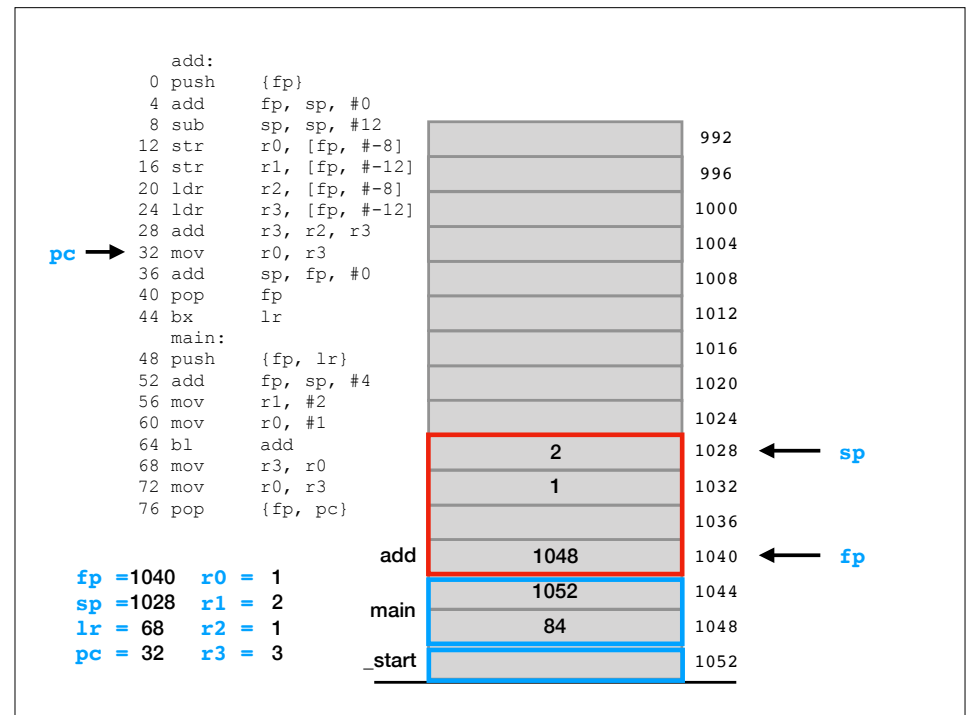 add:
0 push {fp}
4 add fp, sp, #0
8 sub sp, sp, #12
12 str r0, [fp, #-8]
16 str r1, [fp, #-12]
20 ldr r2, [fp, #-8]
24 ldr r3, [fp, #-12]
28 add r3, r2, r3
pc 32 mov r0, r3
36 add sp, fp, #0
40 pop fp
44 bx lr
main:
48 push {fp, lr}
52 add fp, sp, #4
56 mov r1, #2
60 mov r0, #1
64 bl add
68 mov r3, r0
72 mov r0, r3
76 pop {fp, pc}
992
996
1000
1004
1008
1012
1016
1020
1024
2 1028 sp
1 1032
1036
add 1048 1040 fp
1052 1044
main
84 1048
_start 1052
fp =1040 r0 = 1
sp =1028 r1 = 2
lr = 68 r2 = 1
pc = 32 r3 = 3